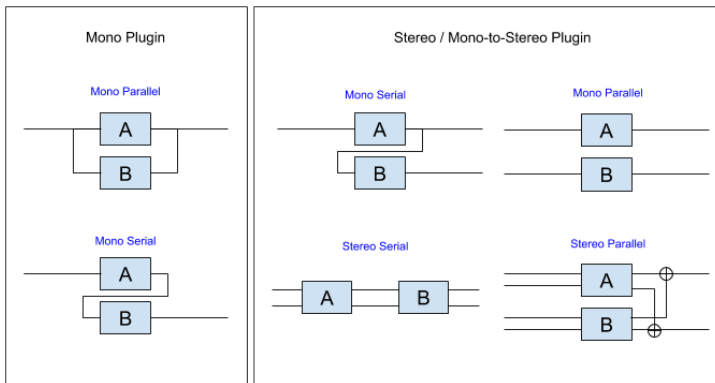 Mono Plugin
Mono Parallel
A
B
Mono Serial
A
B
Stereo / Mono-to-Stereo Plugin
Mono Serial
A
B
Mono Parallel
A
B
Stereo Serial
A B
Stereo Parallel
A
B